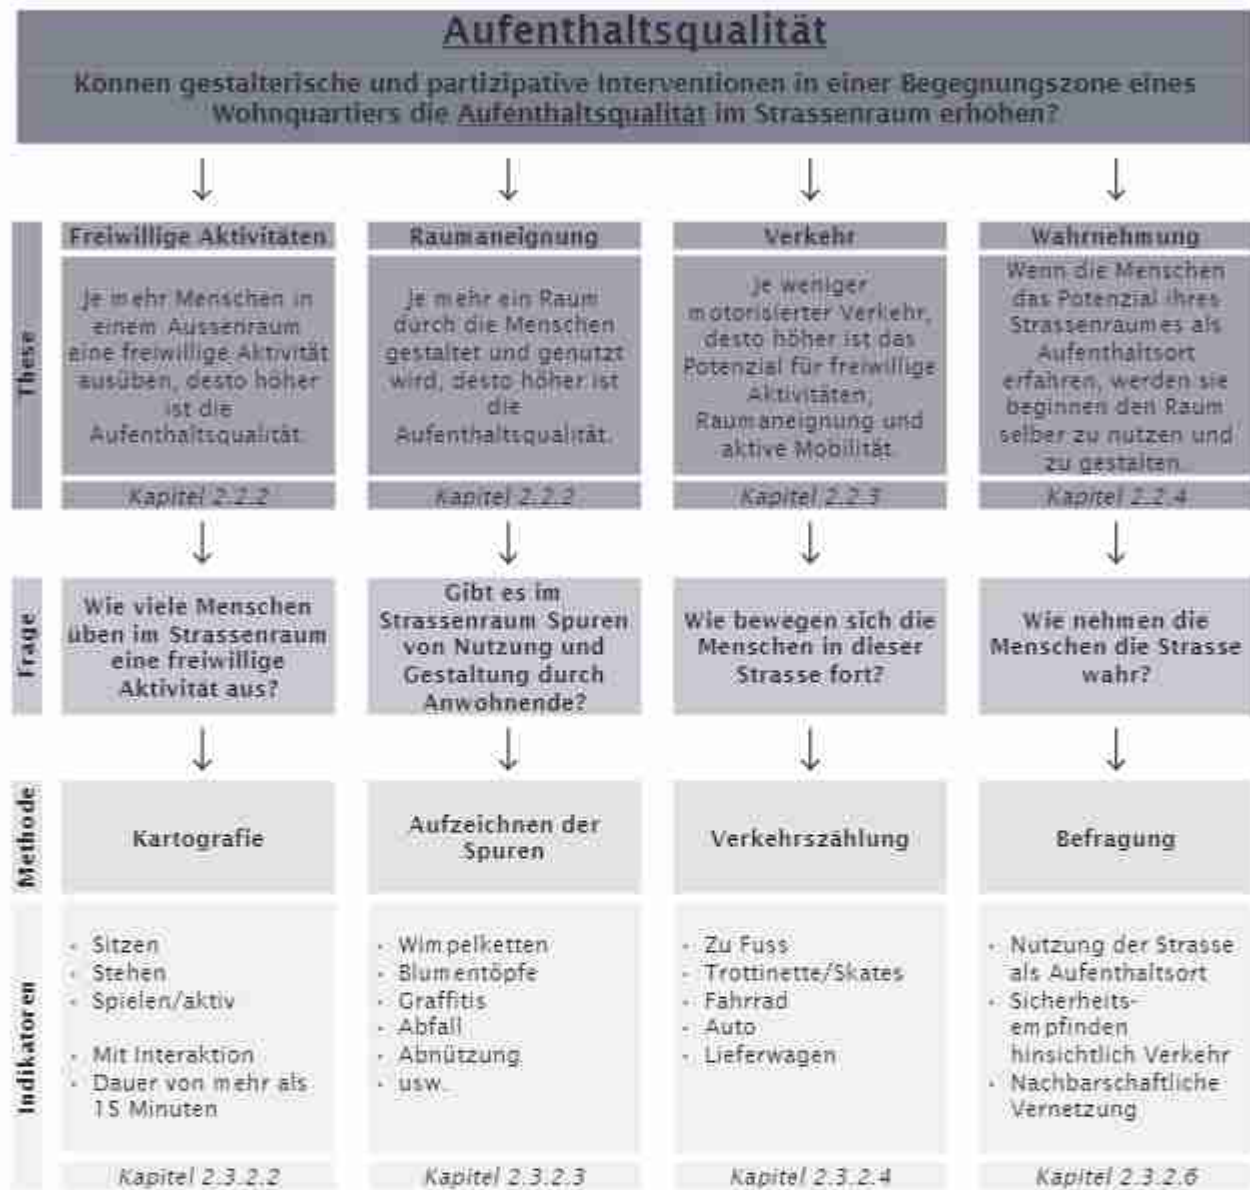 Aufenthaltsqualität
Können gestalterische und partizipative Interventionen in einer Begegnungszone eines
Wohnquartiers die Aufenthaltsqualität im Strassenraum erhöhen?
These
Freiwillige Aktivitäten
Je mehr Menschen in
einem Aussenraum
eine freiwillige Aktivität
ausüben, desto höher
ist die
Aufenthaltsqualität.
Kapitel 2.2.2
Raumaneignung
Je mehr ein Raum
durch die Menschen
gestaltet und genutzt
wird, desto höher ist
die
Aufenthaltsqualität.
Kapitel 2.2.2
Verkehr
Je weniger
motorisierter Verkehr,
desto höher ist das
Potenzial für freiwillige
Aktivitäten,
Raumaneignung und
aktive Mobilität.
Kapitel 2.2.3
Wahrnehmung
Wenn die Menschen
das Potenzial ihres
Strassenraumes als
Aufenthaltsort
erfahren, werden sie
beginnen den Raum
selber zu nutzen und
zu gestalten.
Kapitel 2.2.4
Frage
Wie viele Menschen
üben im Strassenraum
eine freiwillige
Aktivität aus?
Gibt es im
Strassenraum Spuren
von Nutzung und
Gestaltung durch
Anwohnende?
Wie bewegen sich die
Menschen in dieser
Strasse fort?
Wie nehmen die
Menschen die Strasse
wahr?
Methode
Kartografie
Aufzeichnen der
Spuren
Verkehrszählung
Befragung
Indikatoren
- Sitzen
- Stehen
- Spielen/aktiv
- Mit Interaktion
- Dauer von mehr als
15 Minuten
Kapitel 2.3.2.2
- Wimpelketten
- Blumentöpfe
- Graffitis
- Abfall
- Abnützung
- usw.
Kapitel 2.3.2.3
- Zu Fuss
- Trottinette/Skates
- Fahrrad
- Auto
- Lieferwagen
Kapitel 2.3.2.4
- Nutzung der Strasse
als Aufenthaltsort
- Sicherheits-
empfinden
hinsichtlich Verkehr
- Nachbarschaftliche
Vernetzung
Kapitel 2.3.2.6